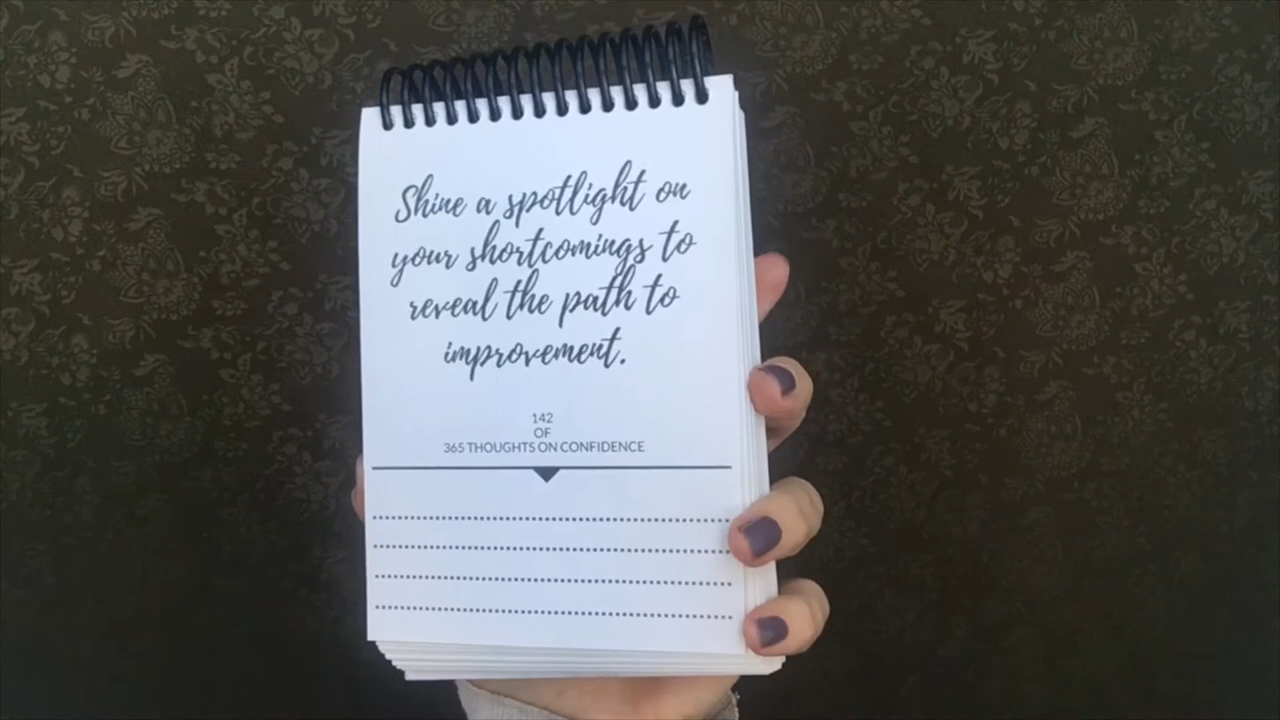 Shine a spotlight on
your shortcomings to
reveal the path to
improvement.
142
OF
365 THOUGHTS ON CONFIDENCE